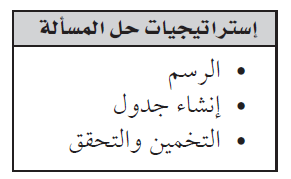 إستراتيجيات حل المسألة
• الرسم
• إنشاء جدول
• التخمين والتحقق